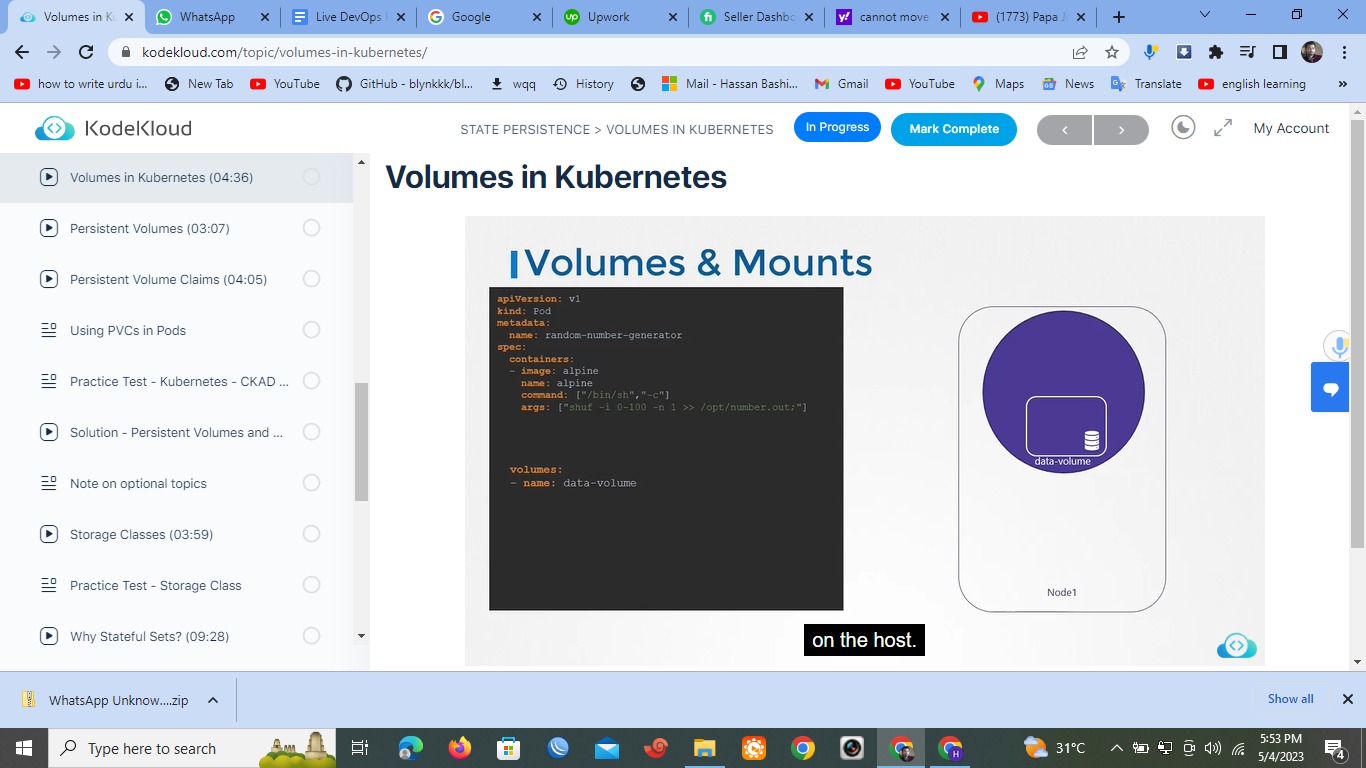 Volumes in Ku
WhatsApp
Live DevOps
Google
Upwork
Seller Dashbo
cannot move
(1773) Papa J
kodekloud.com/topic/volumes-in-kubernetes/
how to write urdu i...
New Tab
YouTube
GitHub - blynkkk/bl...
wqq
History
Mail - Hassan Bashi...
Gmail
YouTube
Maps
News
Translate
english learning
»
KodeKloud
STATE PERSISTENCE > VOLUMES IN KUBERNETES
In Progress
Mark Complete
My Account
Volumes in Kubernetes (04:36)
Persistent Volumes (03:07)
Persistent Volume Claims (04:05)
Using PVCs in Pods
Practice Test - Kubernetes - CKAD ...
Solution - Persistent Volumes and ...
Note on optional topics
Storage Classes (03:59)
Practice Test - Storage Class
Why Stateful Sets? (09:28)
Volumes in Kubernetes
Volumes & Mounts
apiVersion: v1
kind: Pod
metadata:
  name: random-number-generator
spec:
  containers:
  - image: alpine
    name: alpine
    command: ["/bin/sh","-c"]
    args: ["shuf -i 0-100 -n 1 >> /opt/number.out;"]
  volumes:
  - name: data-volume
data-volume
Node1
on the host.
WhatsApp Unknow....zip
Show all
Type here to search
31°C
5:53 PM
5/4/2023
4